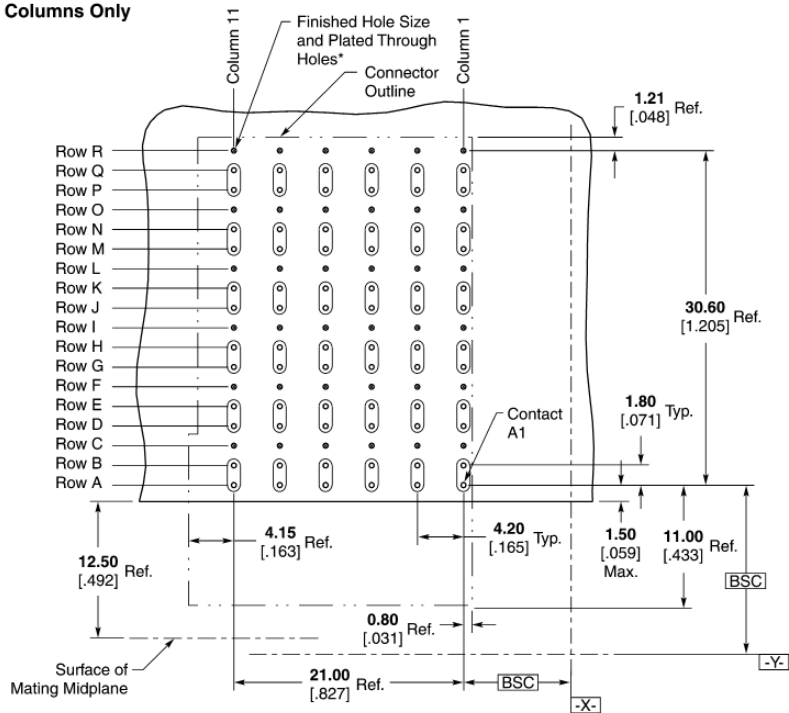 Columns Only
Column 11
Finished Hole Size
and Plated Through
Holes*
Connector
Outline
Column 1
1.21
[.048]
Ref.
Row R
Row Q
Row P
Row O
Row N
Row M
Row L
Row K
Row J
Row I
Row H
Row G
Row F
Row E
Row D
Row C
Row B
Row A
30.60
[1.205]
Ref.
1.80
[.071]
Typ.
Contact
A1
12.50
[.492]
Ref.
4.15
[.163]
Ref.
4.20
[.165]
Typ.
1.50
[.059]
Max.
11.00
[.433]
Ref.
BSC
0.80
[.031]
Ref.
Surface of
Mating Midplane
21.00
[.827]
Ref.
BSC
-Y-
-X-